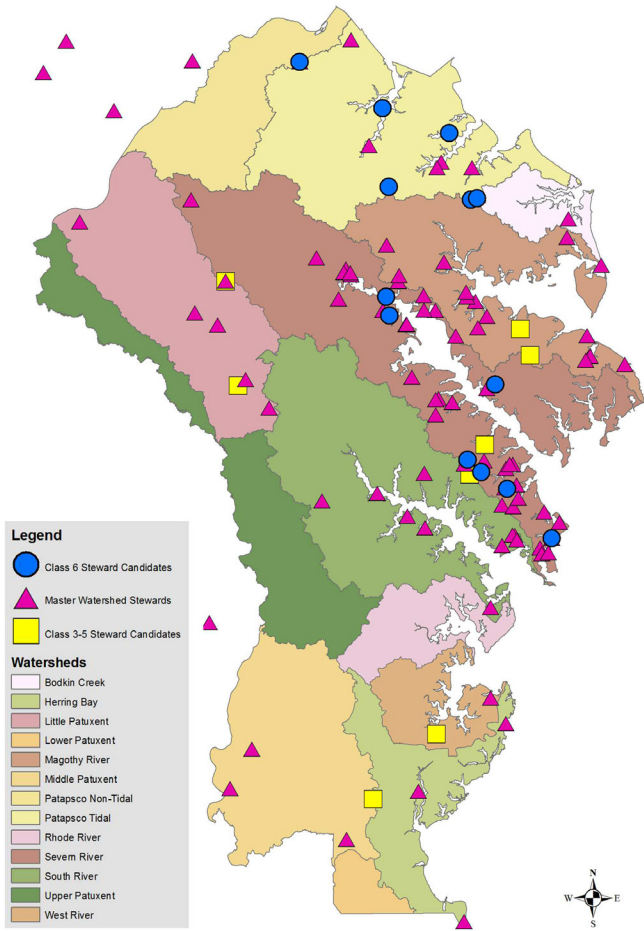 Legend
Class 6 Steward Candidates
Master Watershed Stewards
Class 3-5 Steward Candidates
Watersheds
Bodkin Creek
Herring Bay
Little Patuxent
Lower Patuxent
Magothy River
Middle Patuxent
Patapsco Non-Tidal
Patapsco Tidal
Rhode River
Severn River
South River
Upper Patuxent
West River
N
W E
S